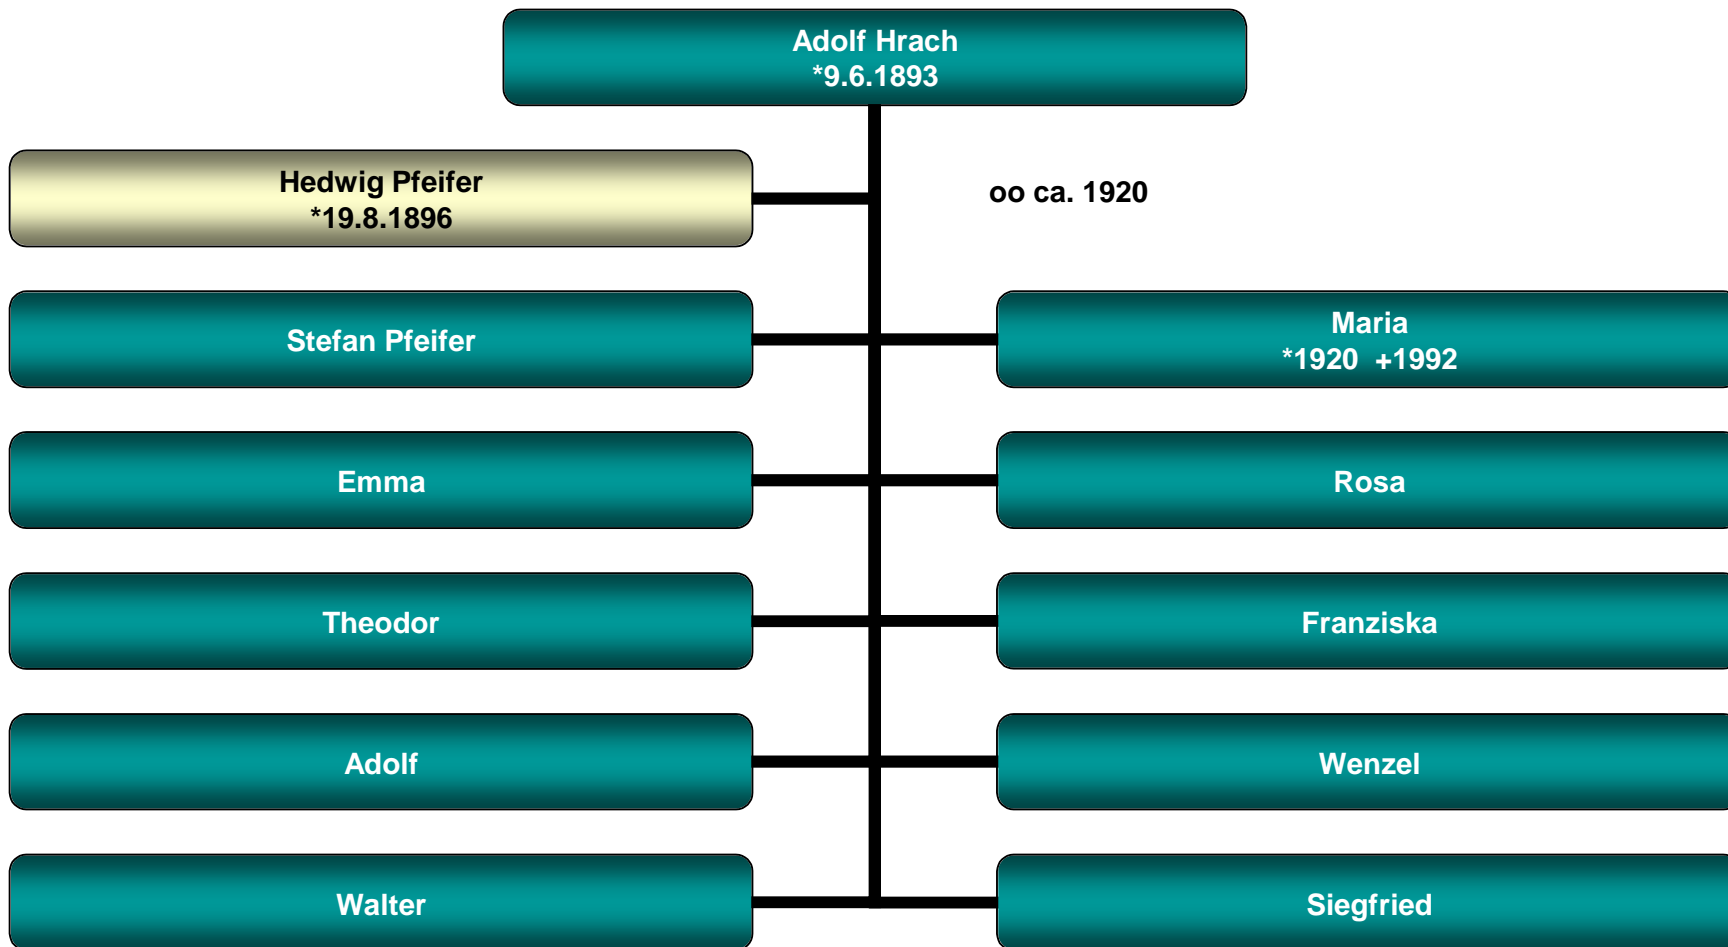 Adolf Hrach
*9.6.1893
Hedwig Pfeifer
*19.8.1896
oo ca. 1920
Stefan Pfeifer
Maria
*1920  +1992
Emma
Rosa
Theodor
Franziska
Adolf
Wenzel
Walter
Siegfried